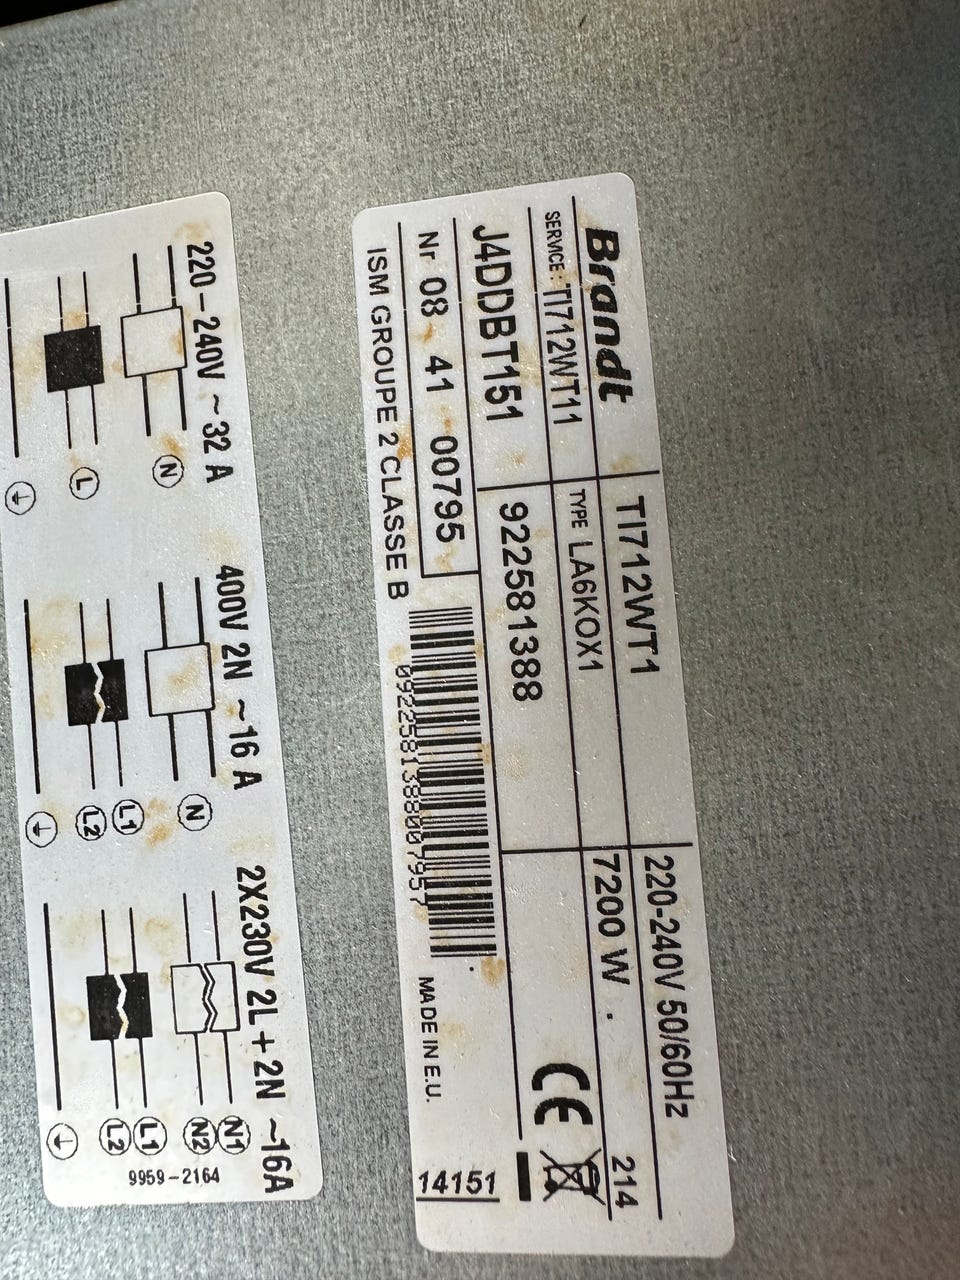 Brandt TI712WT1 220-240V 50/60Hz
SERVICE: TI712WT11 TYPE LA6KOX1 7200 W . 214
J4DDBT151 922581388 CE
Nr 08 41 00795
ISM GROUPE 2 CLASSE B
0922581388007957
MADE IN E.U.
14151
220-240V ~32 A
N
L
400V 2N ~16 A
N
L1
L2
2X230V 2L+2N ~16A
N1
N2
L1
L2
9959-2164